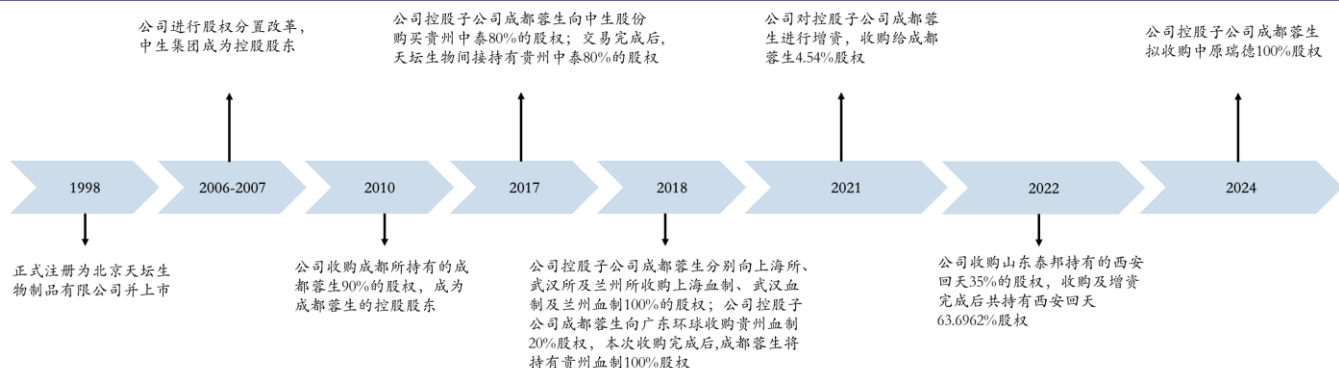 公司进行股权分置改革，
中生集团成为控股股东
公司控股子公司成都蓉生向中生股份
购买贵州中泰80%的股权；交易完成后，
天坛生物间接持有贵州中泰80%的股权
公司对控股子公司成都蓉
生进行增资，收购给成都
蓉生4.54%股权
公司控股子公司成都蓉生
拟收购中原瑞德100%股权
1998
2006-2007
2010
2017
2018
2021
2022
2024
正式注册为北京天坛生
物制品有限公司并上市
公司收购成都所持有的成
都蓉生90%的股权，成为
成都蓉生的控股股东
公司控股子公司成都蓉生分别向上海所、
武汉所及兰州所收购上海血制、武汉血
制及兰州血制100%的股权；公司控股子
公司成都蓉生向广东环球收购贵州血制
20%股权，本次收购完成后,成都蓉生将
持有贵州血制100%股权
公司收购山东泰邦持有的西安
回天35%的股权，收购及增资
完成后共持有西安回天
63.6962%股权